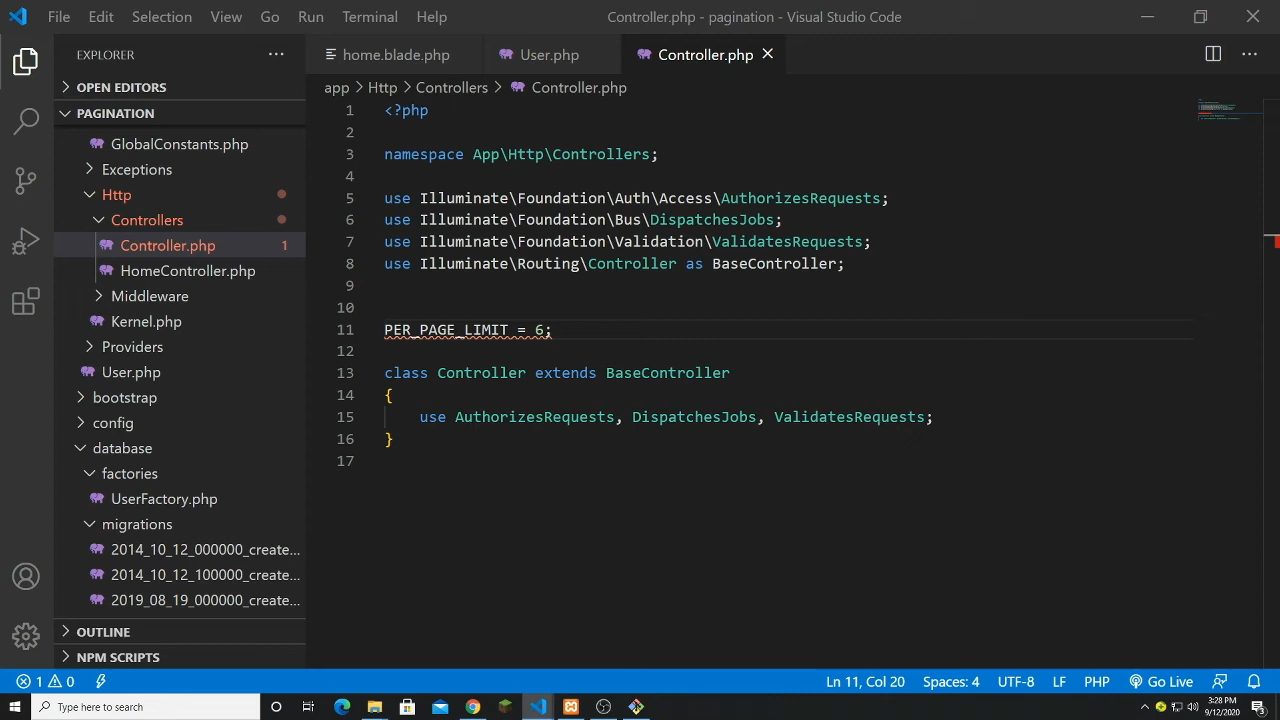 File Edit Selection View Go Run Terminal Help Controller.php - pagination - Visual Studio Code
EXPLORER
home.blade.php User.php Controller.php
OPEN EDITORS
app > Http > Controllers > Controller.php
PAGINATION
GlobalConstants.php
Exceptions
Http
Controllers
Controller.php 1
HomeController.php
Middleware
Kernel.php
Providers
User.php
bootstrap
config
database
factories
UserFactory.php
migrations
2014_10_12_000000_create...
2014_10_12_100000_create...
2019_08_19_000000_create...
OUTLINE
NPM SCRIPTS
1 <?php
2
3 namespace App\Http\Controllers;
4
5 use Illuminate\Foundation\Auth\Access\AuthorizesRequests;
6 use Illuminate\Foundation\Bus\DispatchesJobs;
7 use Illuminate\Foundation\Validation\ValidatesRequests;
8 use Illuminate\Routing\Controller as BaseController;
9
10
11 PER_PAGE_LIMIT = 6;
12
13 class Controller extends BaseController
14 {
15 use AuthorizesRequests, DispatchesJobs, ValidatesRequests;
16 }
17
1 0 Ln 11, Col 20 Spaces: 4 UTF-8 LF PHP Go Live
Type here to search
3:28 PM
9/12/2020